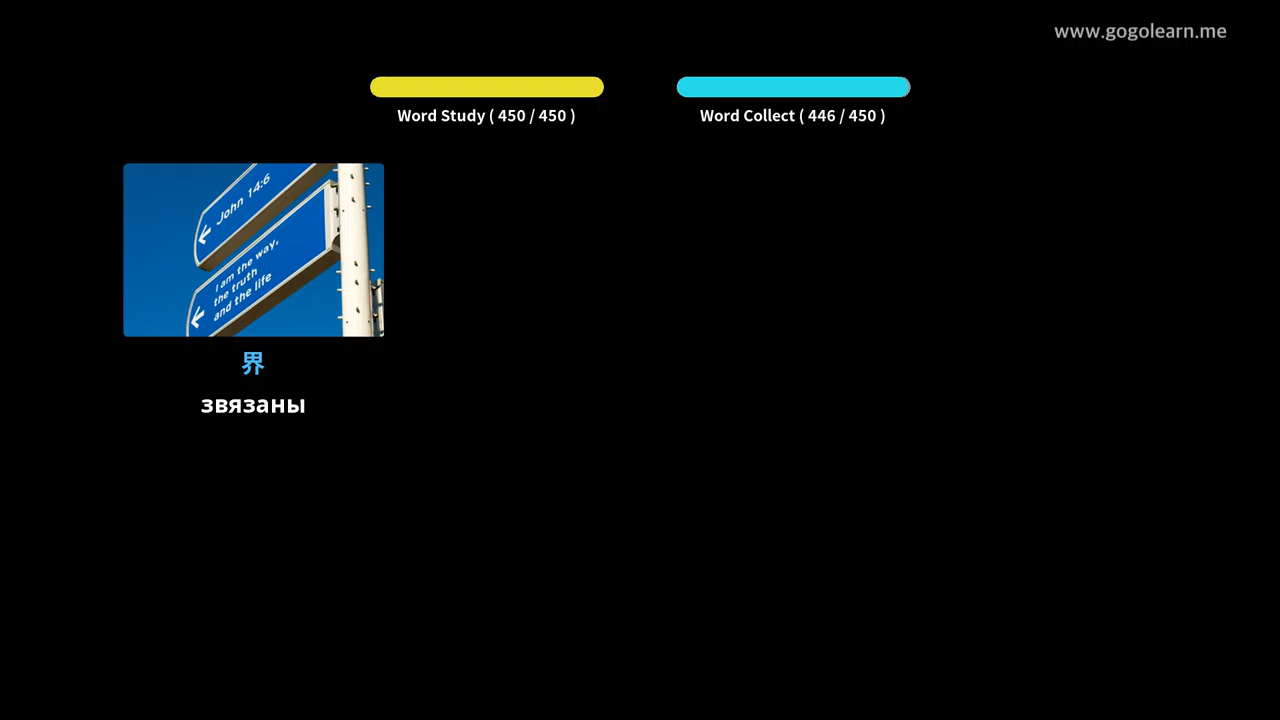 www.gogolearn.me
Word Study ( 450 / 450 )
Word Collect ( 446 / 450 )
John 14:6
I am the way,
the truth
and the life
界
звязаны